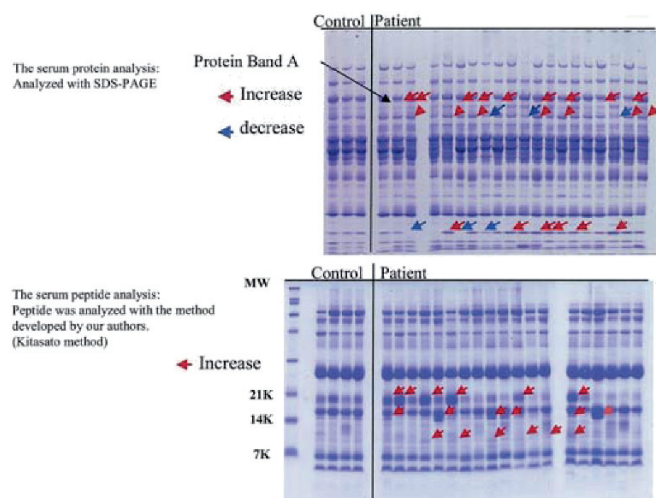 Control Patient
The serum protein analysis:
Analyzed with SDS-PAGE
Protein Band A
Increase
decrease
Control Patient
MW
The serum peptide analysis:
Peptide was analyzed with the method
developed by our authors.
(Kitasato method)
Increase
21K
14K
7K